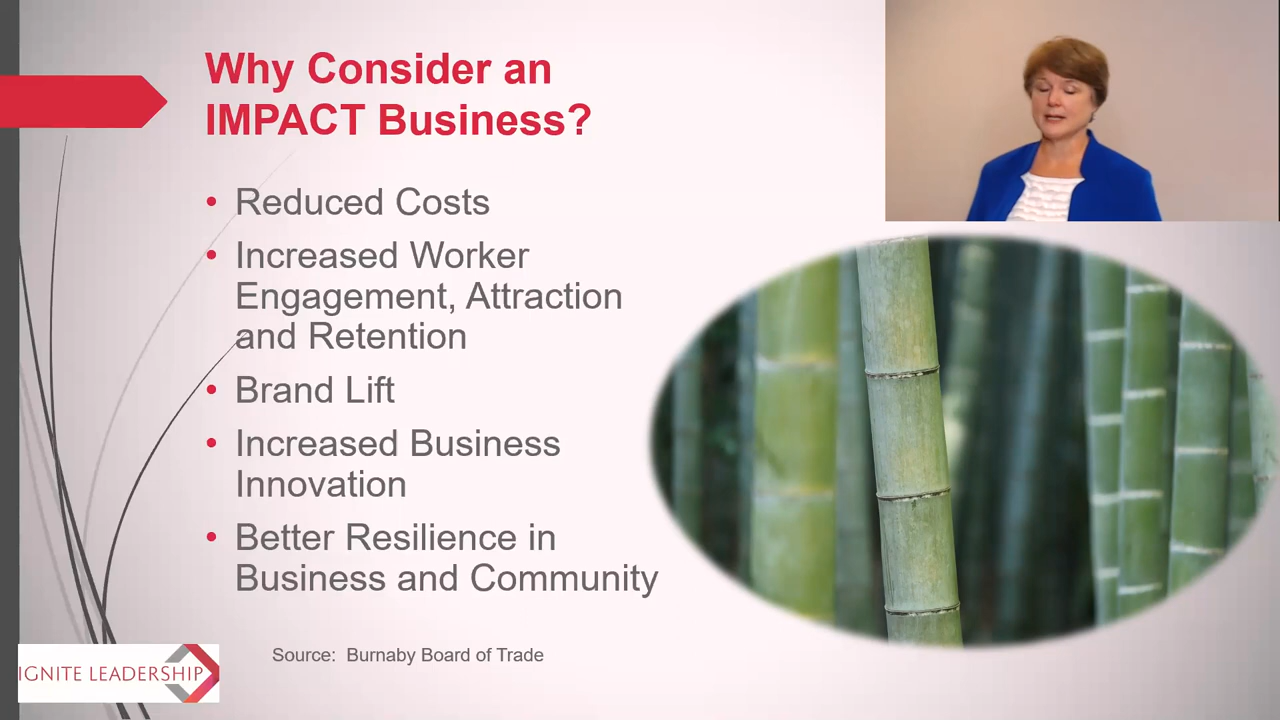 Why Consider an
IMPACT Business?
• Reduced Costs
• Increased Worker
Engagement, Attraction
and Retention
• Brand Lift
• Increased Business
Innovation
• Better Resilience in
Business and Community
Source: Burnaby Board of Trade
IGNITE LEADERSHIP